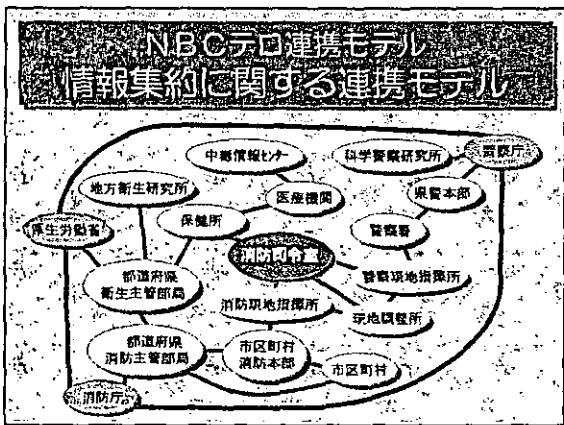 NBCテロ連携モデル
情報集約に関する連携モデル
中毒情報センター
科学警察研究所
警察庁
地方衛生研究所
医療機関
県警本部
厚生労働省
保健所
警察署
消防司令室
都道府県
衛生主管部局
警察現地指揮所
消防現地指揮所
現地調整所
都道府県
消防主管部局
市区町村
消防本部
市区町村
消防庁